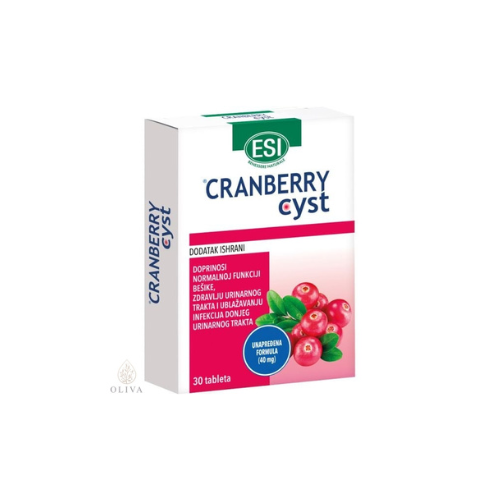 ESI
CRANBERRY
cyst
CRANBERRY
cyst
DODATAK ISHRANI
DOPRINOSI
NORMALNOJ FUNKCIJI
BEŠIKE,
ZDRAVLJU URINARNOG
TRAKTA I UBLAŽAVANJU
INFEKCIJA DONJEG
URINARNOG TRAKTA
UNAPREĐENA
FORMULA
(40 mg)
30 tableta
OLIVA